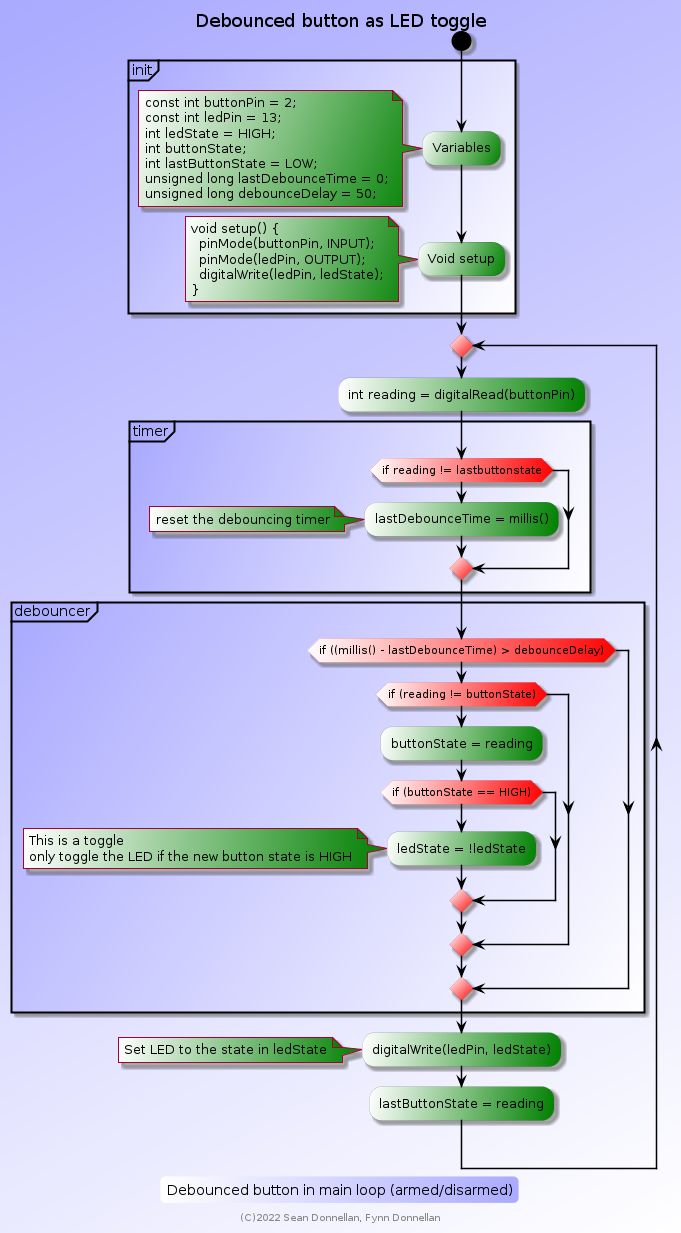 Debounced button as LED toggle
init
const int buttonPin = 2;
const int ledPin = 13;
int ledState = HIGH;
int buttonState;
int lastButtonState = LOW;
unsigned long lastDebounceTime = 0;
unsigned long debounceDelay = 50;
Variables
void setup() {
  pinMode(buttonPin, INPUT);
  pinMode(ledPin, OUTPUT);
  digitalWrite(ledPin, ledState);
}
Void setup
int reading = digitalRead(buttonPin)
timer
if reading != lastbuttonstate
reset the debouncing timer
lastDebounceTime = millis()
debouncer
if ((millis() - lastDebounceTime) > debounceDelay)
if (reading != buttonState)
buttonState = reading
if (buttonState == HIGH)
This is a toggle
only toggle the LED if the new button state is HIGH
ledState = !ledState
Set LED to the state in ledState
digitalWrite(ledPin, ledState)
lastButtonState = reading
Debounced button in main loop (armed/disarmed)
(C)2022 Sean Donnellan, Fynn Donnellan